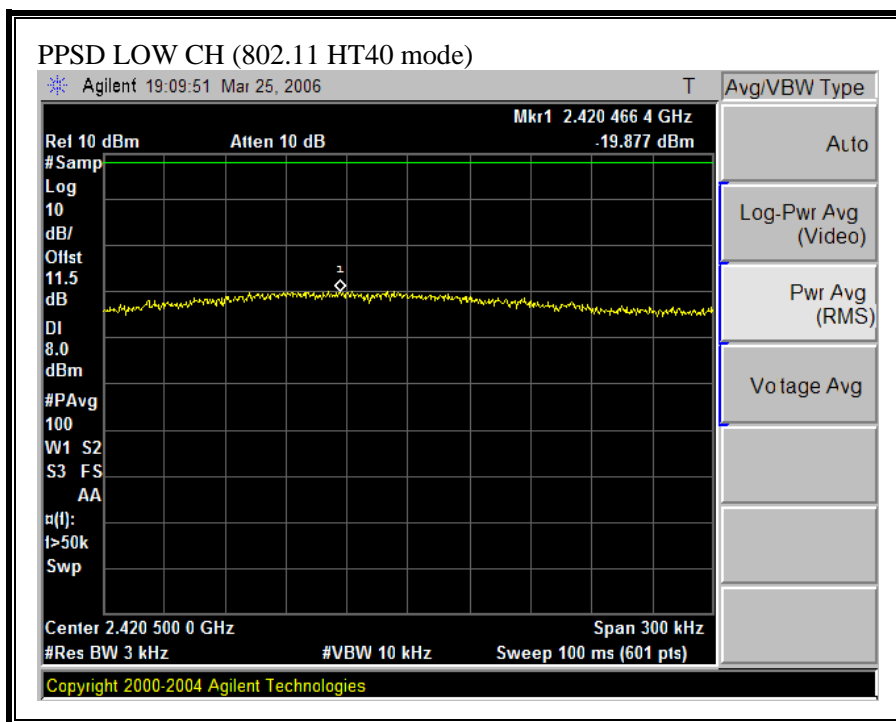 PPSD LOW CH (802.11 HT40 mode)
Agilent 19:09:51 Mar 25, 2006 T
Avg/VBW Type
Mkr1 2.420 466 4 GHz
Ref 10 dBm Atten 10 dB -19.877 dBm
#Samp
Log
10
dB/
Offst
11.5
dB
DI
8.0
dBm
#PAvg
100
W1 S2
S3 FS
AA
¤(f):
f>50k
Swp
1
Center 2.420 500 0 GHz Span 300 kHz
#Res BW 3 kHz #VBW 10 kHz Sweep 100 ms (601 pts)
Copyright 2000-2004 Agilent Technologies
Auto
Log-Pwr Avg
(Video)
Pwr Avg
(RMS)
Votage Avg